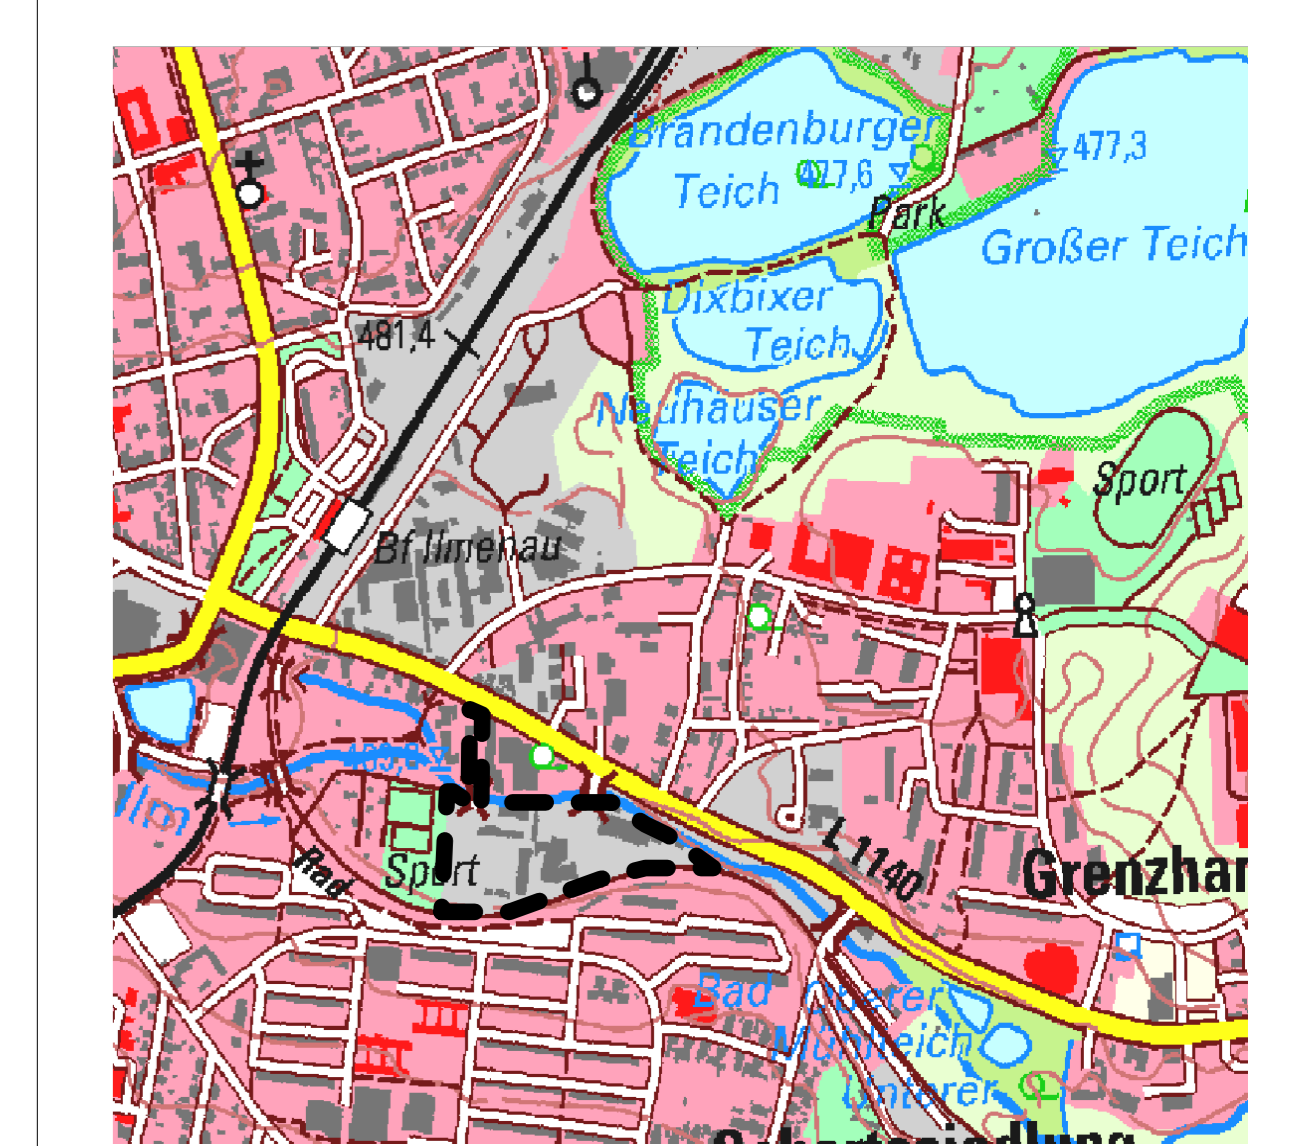 Brandenburger
Teich
477,6
477,3
Park
Großer Teich
Dixbixer
Teich
481,4
Neuhäuser
Teich
Sport
Bf Ilmenau
Ilm
Sport
Rad
L 1140
Grenzhar
Bad
Oberer
Mühlteich
Unterer